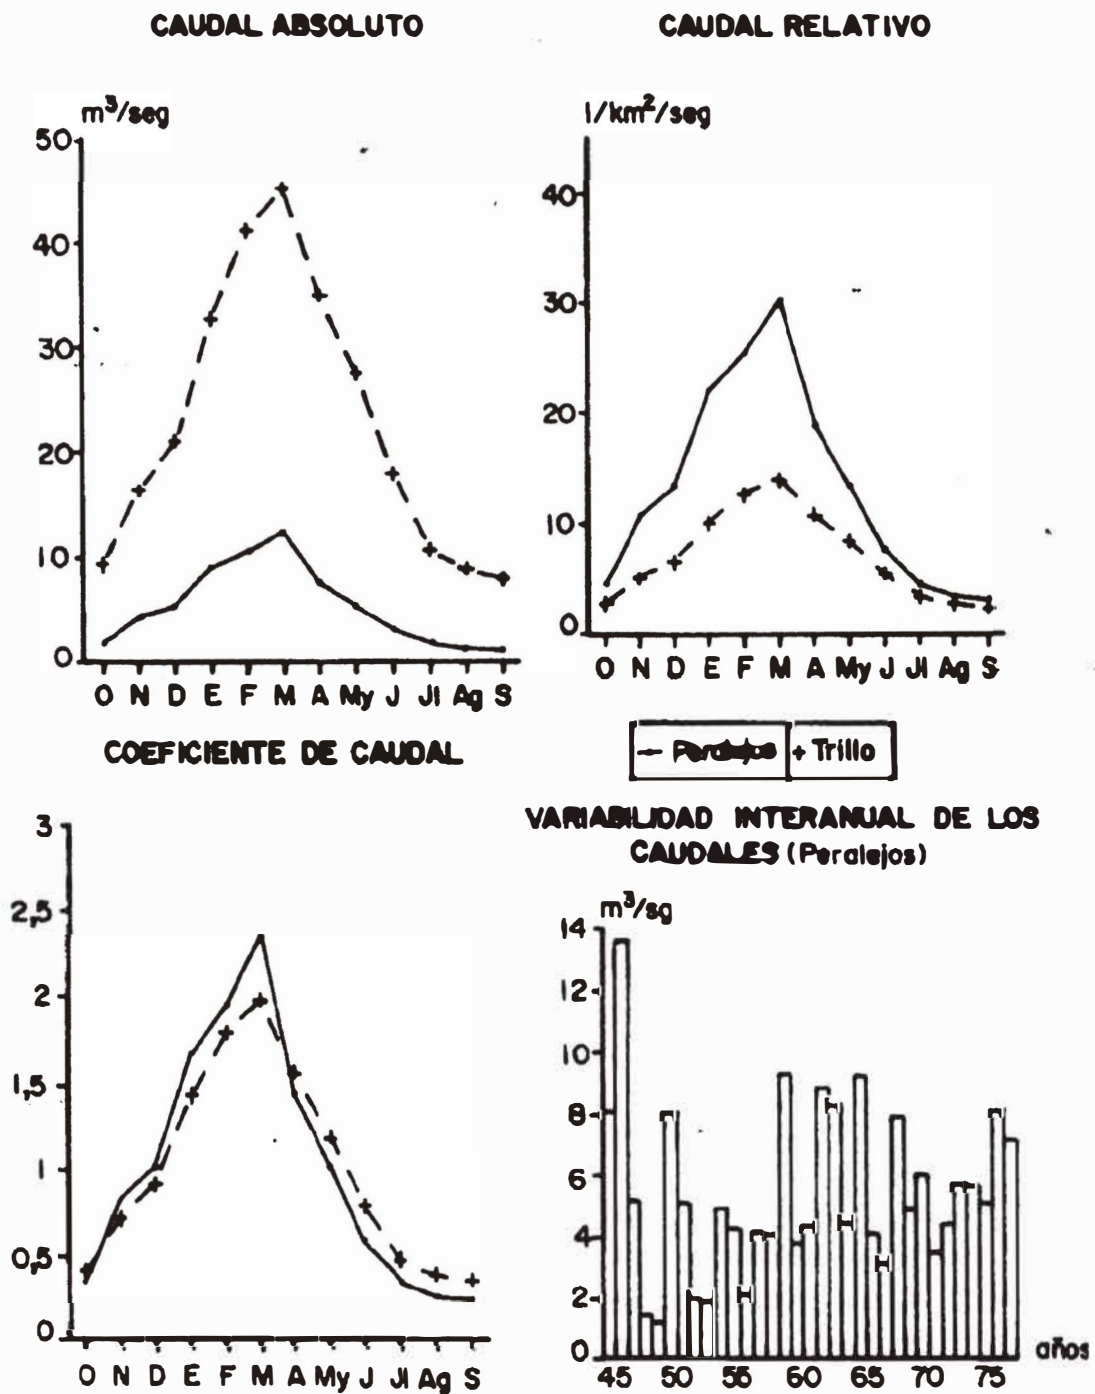 CAUDAL ABSOLUTO
CAUDAL RELATIVO
m³/seg
50
40
30
20
10
0
O N D E F M A My J Jl Ag S
l/km²/seg
40
30
20
10
0
O N D E F M A My J Jl Ag S
Peralejos + Trillo
COEFICIENTE DE CAUDAL
3
2,5
2
1,5
1
0,5
0
O N D E F M A My J Jl Ag S
VARIABILIDAD INTERANUAL DE LOS
CAUDALES (Peralejos)
m³/sg
14
12
10
8
6
4
2
0
45 50 55 60 65 70 75
años